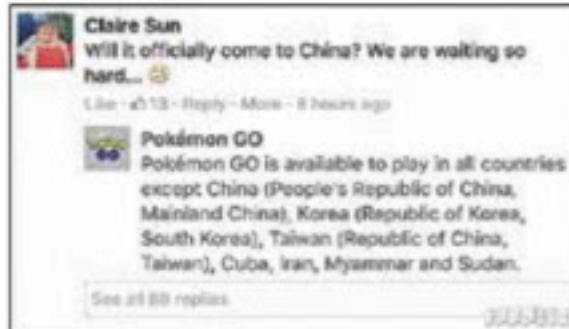 Claire Sun
Will it officially come to China? We are waiting so
hard...
Like · 13 · Reply · More · 8 hours ago
Pokémon GO
Pokémon GO is available to play in all countries
except China (People's Republic of China,
Mainland China), Korea (Republic of Korea,
South Korea), Taiwan (Republic of China,
Taiwan), Cuba, Iran, Myammar and Sudan.
See all 89 replies